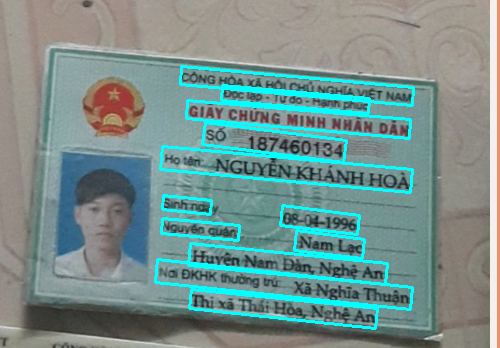 CỘNG HÒA XÃ HỘI CHỦ NGHĨA VIỆT NAM
Độc lập - Tự do - Hạnh phúc
GIẤY CHỨNG MINH NHÂN DÂN
SỐ 187460134
Họ tên: NGUYỄN KHÁNH HOÀ
Sinh ngày 08-04-1996
Nguyên quán: Nam Lạc
Huyện Nam Đàn, Nghệ An
Nơi ĐKHK thường trú: Xã Nghĩa Thuận
Thị xã Thái Hòa, Nghệ An